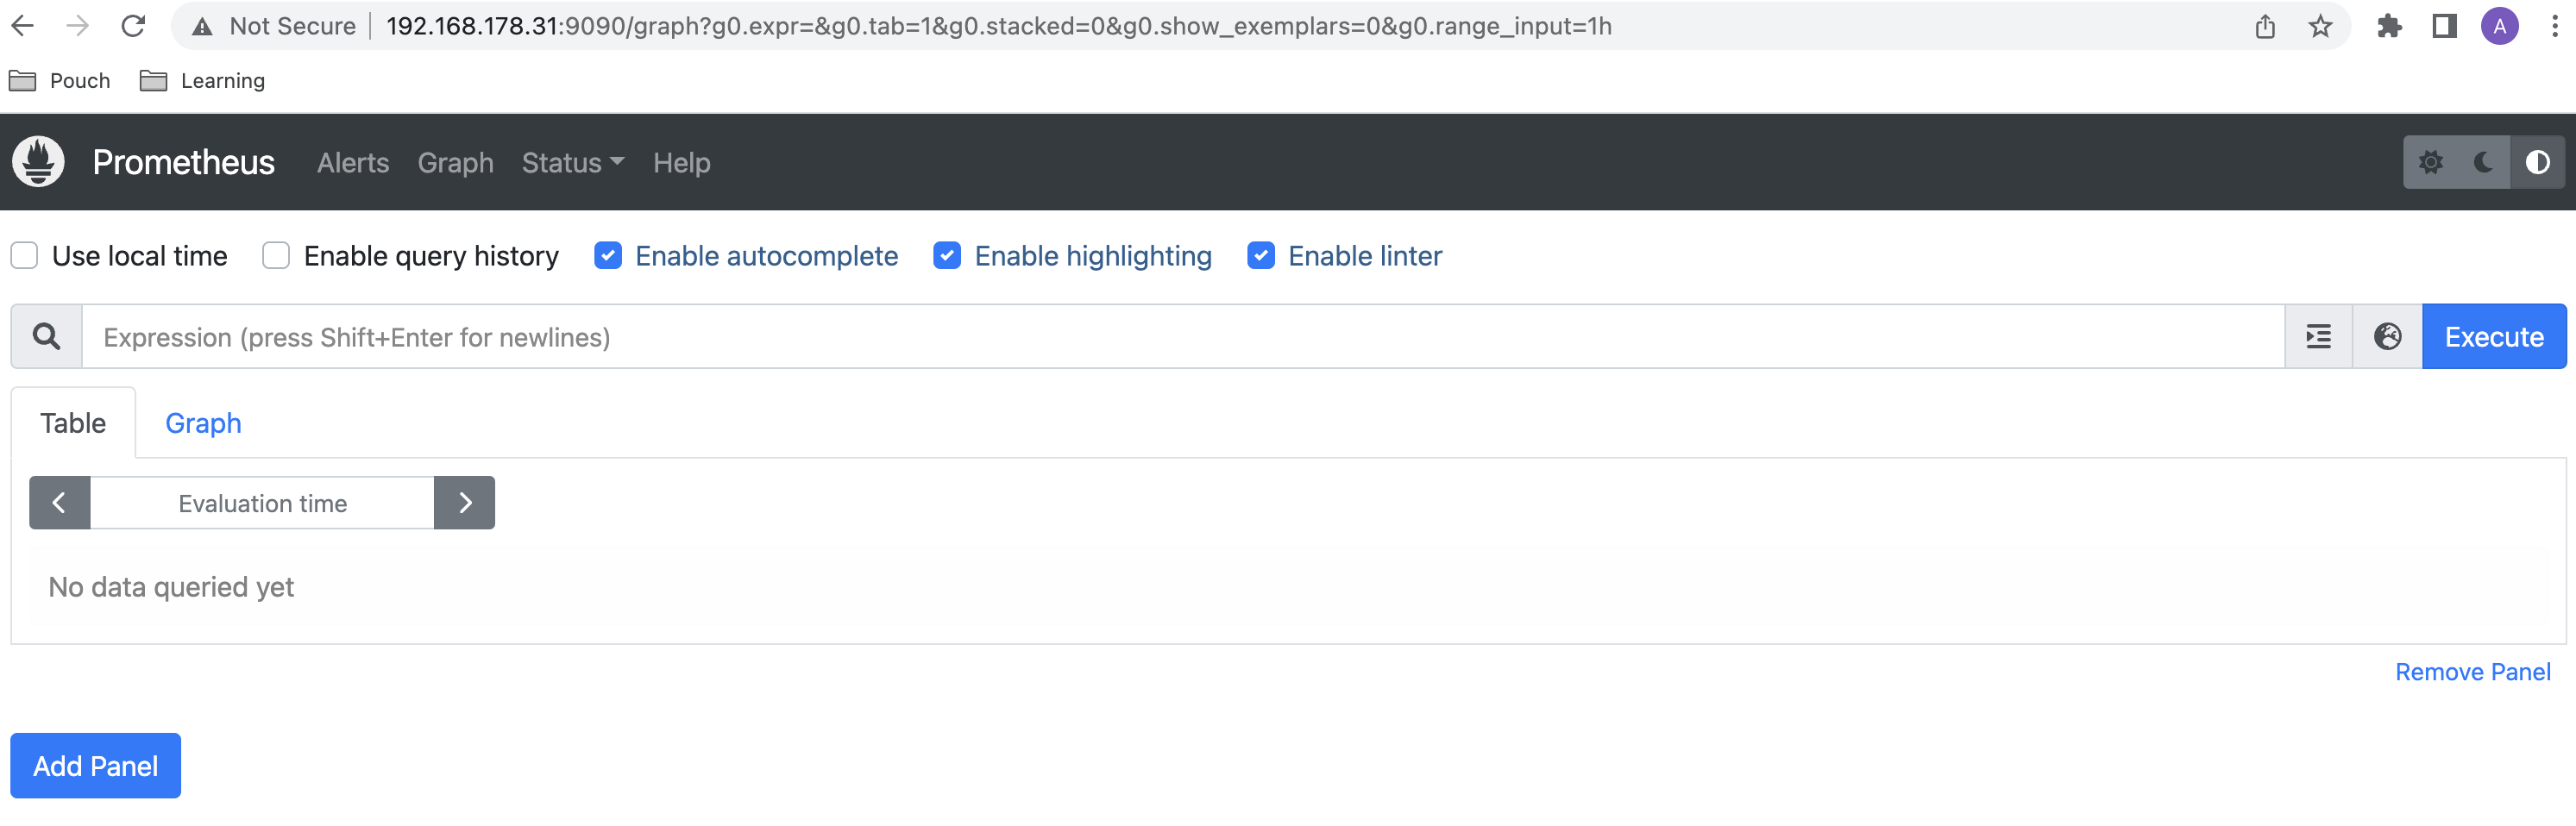 Not Secure 192.168.178.31:9090/graph?g0.expr=&g0.tab=1&g0.stacked=0&g0.show_exemplars=0&g0.range_input=1h A
Pouch Learning
Prometheus Alerts Graph Status Help
Use local time Enable query history Enable autocomplete Enable highlighting Enable linter
Expression (press Shift+Enter for newlines) Execute
Table Graph
Evaluation time
No data queried yet
Remove Panel
Add Panel